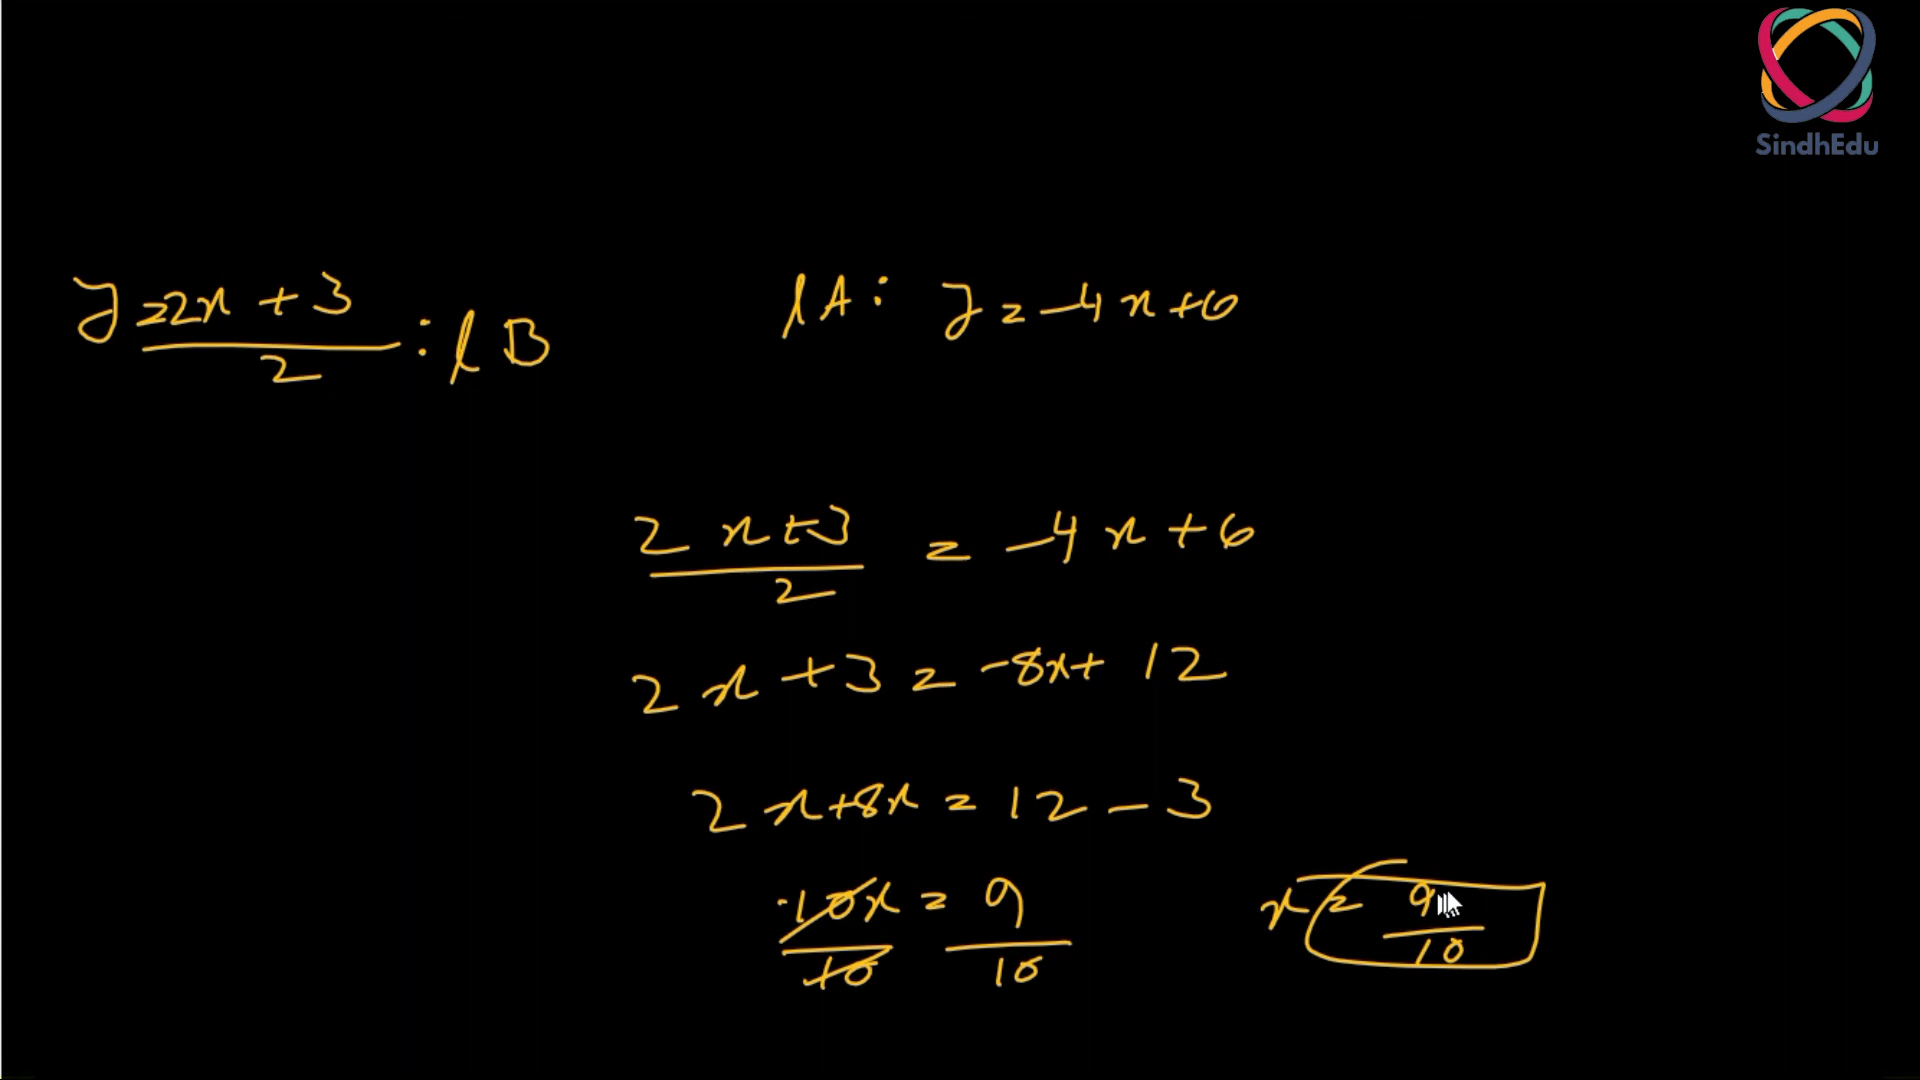 SindhEdu
y = 2x + 3 / 2 : l B
l A : y = -4x + 6
2x + 3 / 2 = -4x + 6
2x + 3 = -8x + 12
2x + 8x = 12 - 3
10x / 10 = 9 / 10
x = 9 / 10